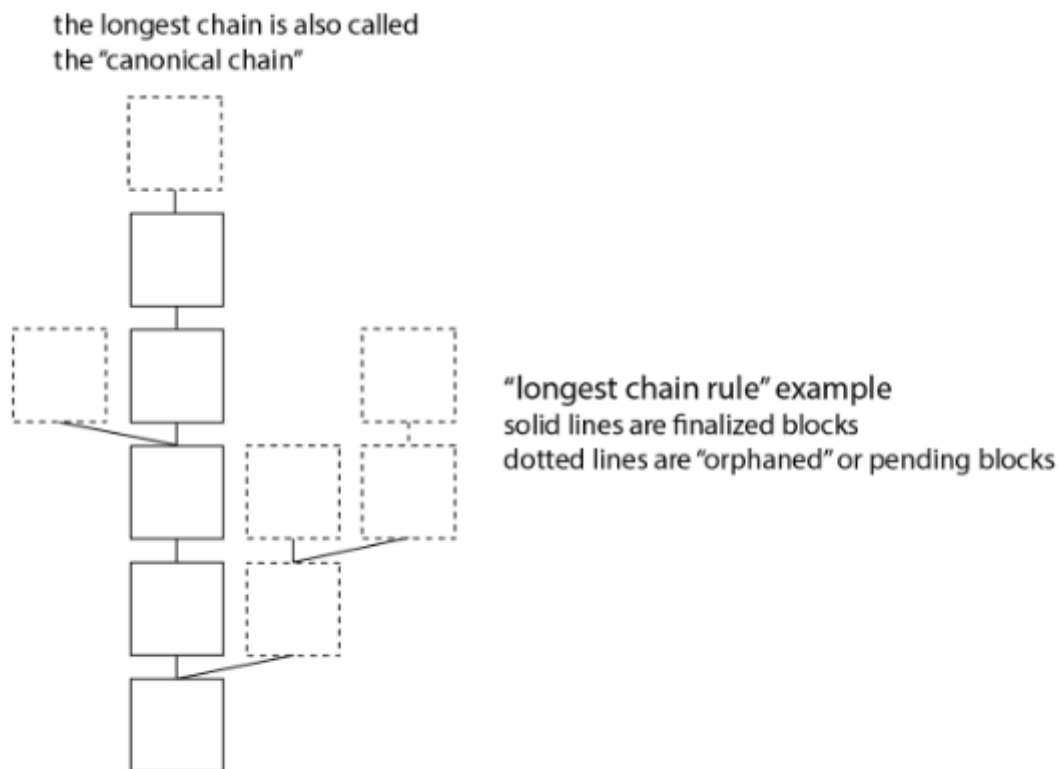 the longest chain is also called
the “canonical chain”
“longest chain rule” example
solid lines are finalized blocks
dotted lines are “orphaned” or pending blocks